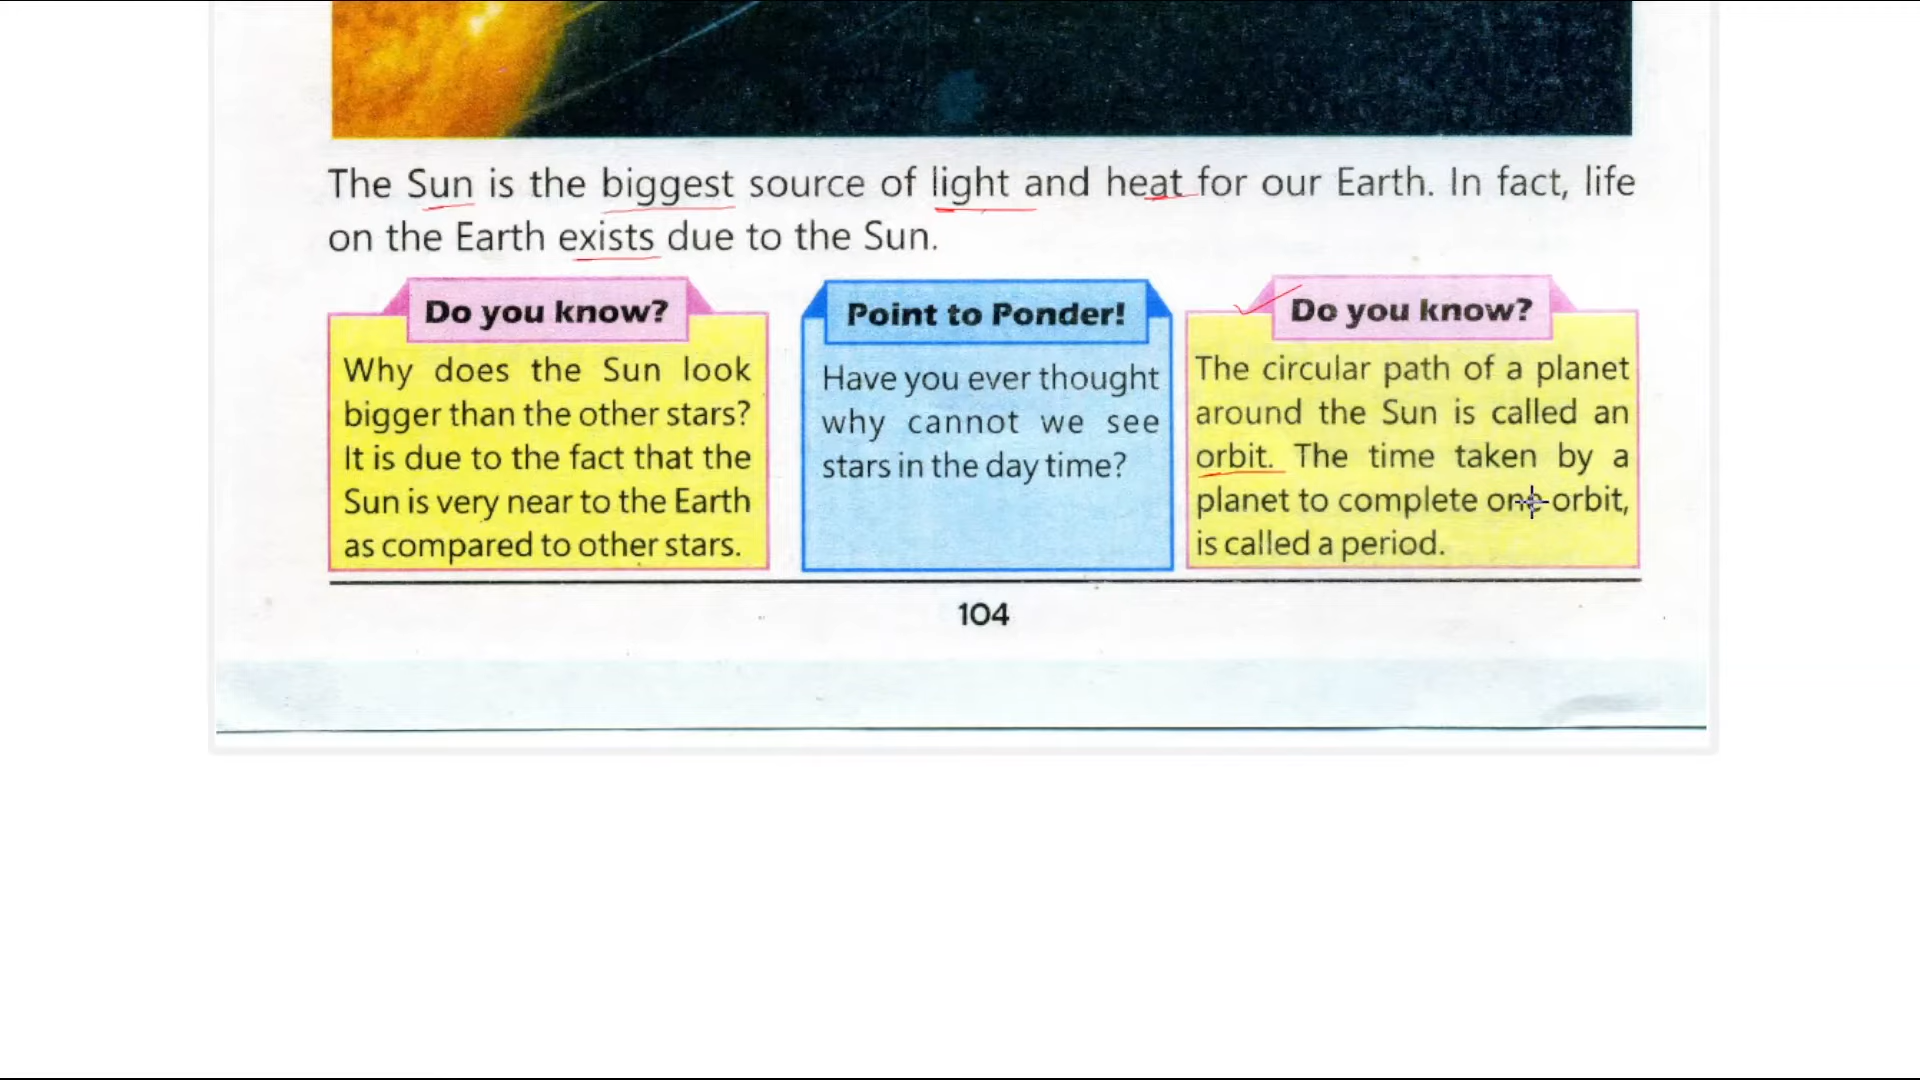 The Sun is the biggest source of light and heat for our Earth. In fact, life
on the Earth exists due to the Sun.
Do you know?
Why does the Sun look
bigger than the other stars?
It is due to the fact that the
Sun is very near to the Earth
as compared to other stars.
Point to Ponder!
Have you ever thought
why cannot we see
stars in the day time?
Do you know?
The circular path of a planet
around the Sun is called an
orbit. The time taken by a
planet to complete one orbit,
is called a period.
104